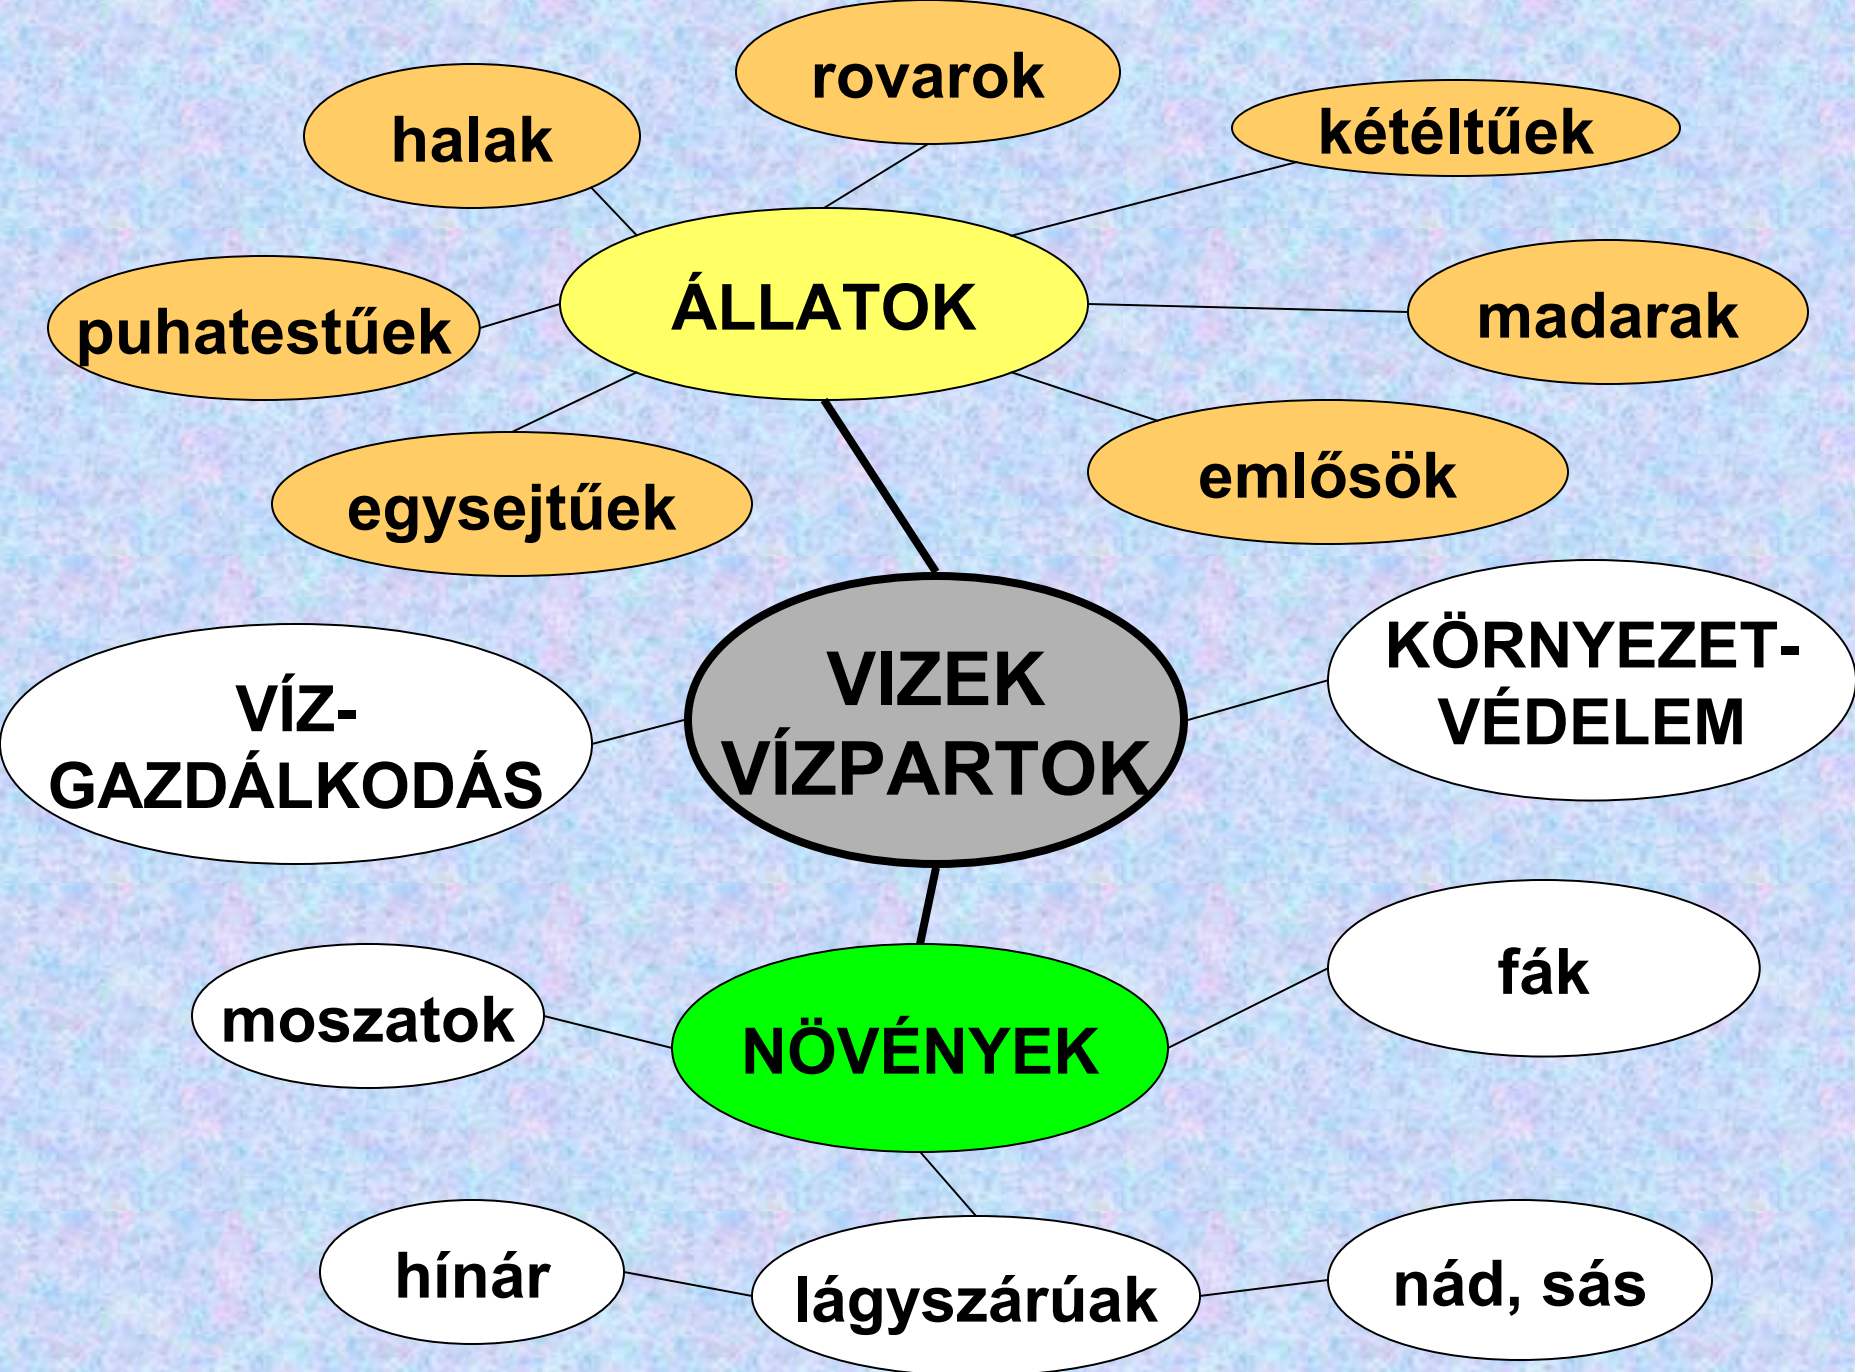 rovarok
halak
kétéltűek
ÁLLATOK
puhatestűek
madarak
emlősök
egysejtűek
VIZEK
VÍZPARTOK
KÖRNYEZET-
VÉDELEM
VÍZ-
GAZDÁLKODÁS
fák
moszatok
NÖVÉNYEK
hínár
lágyszárúak
nád, sás